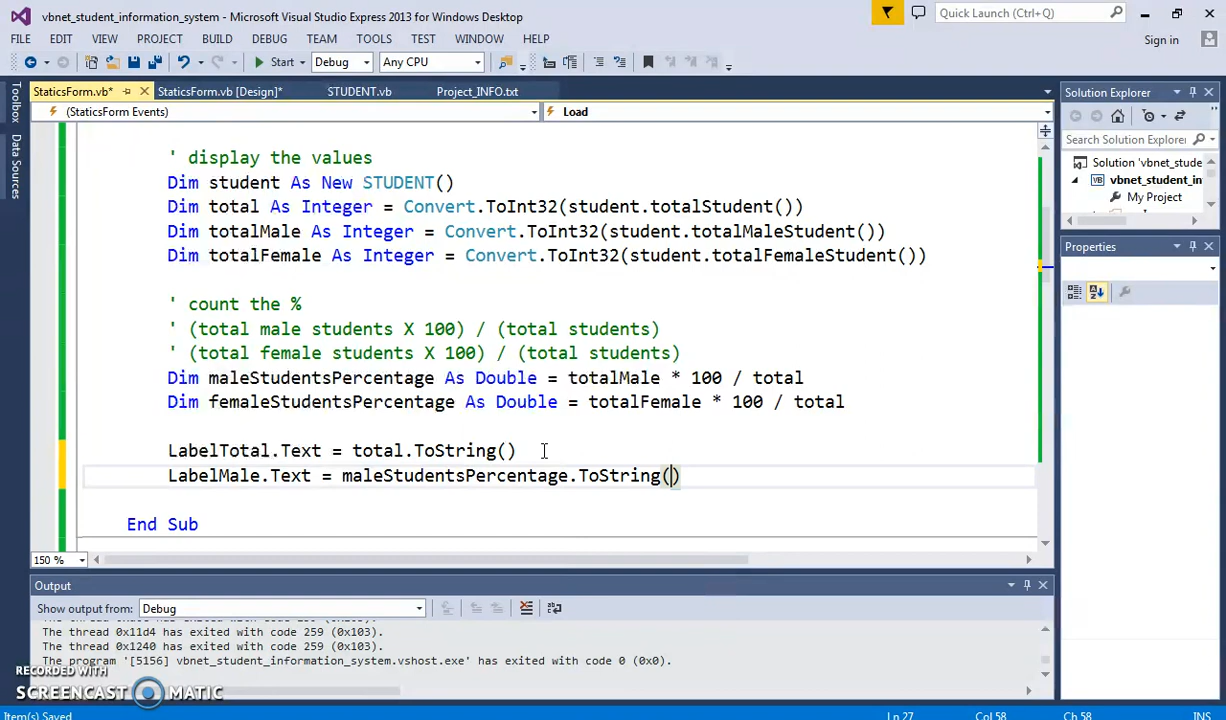 vbnet_student_information_system - Microsoft Visual Studio Express 2013 for Windows Desktop
Quick Launch (Ctrl+Q)
FILE EDIT VIEW PROJECT BUILD DEBUG TEAM TOOLS TEST WINDOW HELP
Sign in
Start Debug Any CPU
Toolbox
Data Sources
StaticsForm.vb* StaticsForm.vb [Design]* STUDENT.vb Project_INFO.txt
(StaticsForm Events) Load
' display the values
Dim student As New STUDENT()
Dim total As Integer = Convert.ToInt32(student.totalStudent())
Dim totalMale As Integer = Convert.ToInt32(student.totalMaleStudent())
Dim totalFemale As Integer = Convert.ToInt32(student.totalFemaleStudent())
' count the %
' (total male students X 100) / (total students)
' (total female students X 100) / (total students)
Dim maleStudentsPercentage As Double = totalMale * 100 / total
Dim femaleStudentsPercentage As Double = totalFemale * 100 / total
LabelTotal.Text = total.ToString()
LabelMale.Text = maleStudentsPercentage.ToString()
End Sub
150 %
Solution Explorer
Search Solution Explorer
Solution 'vbnet_stude
vbnet_student_in
My Project
Properties
Output
Show output from: Debug
The thread 0x11d4 has exited with code 259 (0x103).
The thread 0x1240 has exited with code 259 (0x103).
The program '[5156] vbnet_student_information_system.vshost.exe' has exited with code 0 (0x0).
RECORDED WITH
SCREENCAST MATIC
Item(s) Saved Ln 27 Col 58 Ch 58 INS